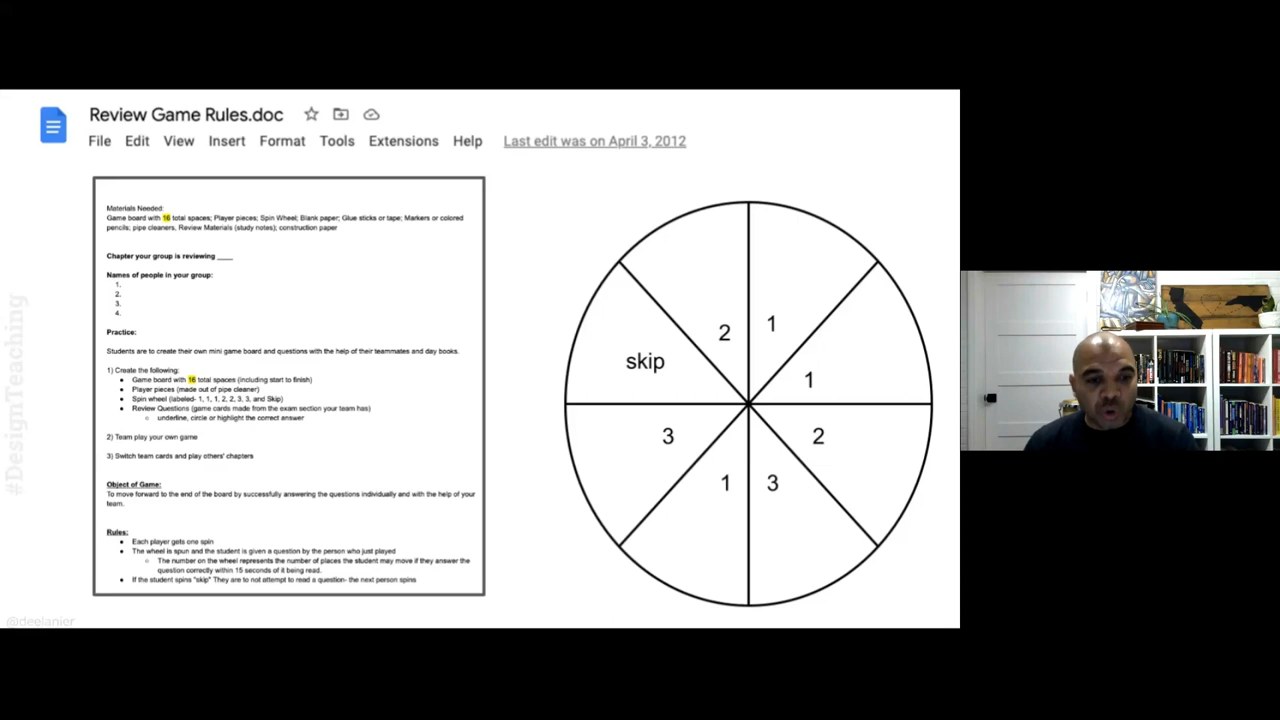 Review Game Rules.doc
File Edit View Insert Format Tools Extensions Help Last edit was on April 3, 2012
Materials Needed:
Game board with 16 total spaces; Player pieces; Spin Wheel; Blank paper; Glue sticks or tape; Markers or colored
pencils; pipe cleaners, Review Materials (study notes); construction paper
Chapter your group is reviewing ____
Names of people in your group:
1.
2.
3.
4.
Practice:
Students are to create their own mini game board and questions with the help of their teammates and day books.
1) Create the following:
● Game board with 16 total spaces (including start to finish)
● Player pieces (made out of pipe cleaner)
● Spin wheel (labeled- 1, 1, 1, 2, 2, 3, 3, and Skip)
● Review Questions (game cards made from the exam section your team has)
○ underline, circle or highlight the correct answer
2) Team play your own game
3) Switch team cards and play others' chapters
Object of Game:
To move forward to the end of the board by successfully answering the questions individually and with the help of your
team.
Rules:
● Each player gets one spin
● The wheel is spun and the student is given a question by the person who just played
○ The number on the wheel represents the number of places the student may move if they answer the
question correctly within 15 seconds of it being read.
● If the student spins "skip" They are to not attempt to read a question- the next person spins
2
1
skip
1
3
2
1
3
#DesignTeaching
@deelanier